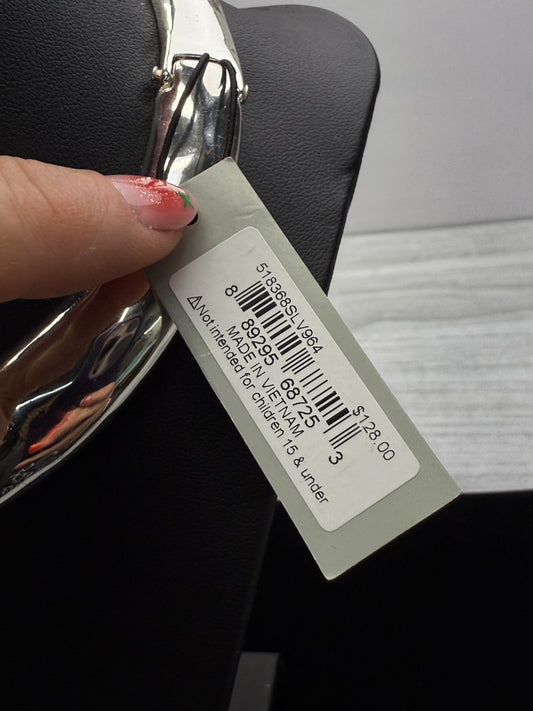 518368SLV964
$128.00
8 89295 68725 3
MADE IN VIETNAM
⚠Not intended for children 15 & under